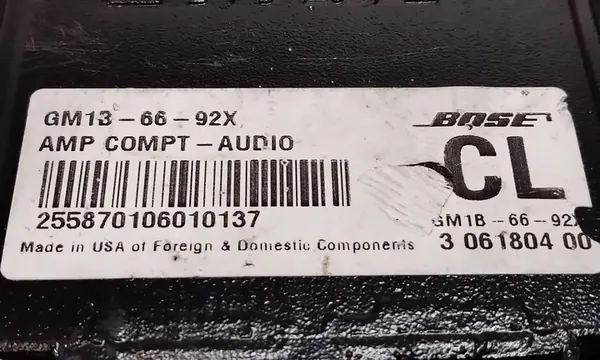 GM1B-66-92X
AMP COMPT-AUDIO
255870106010137
Made in USA of Foreign & Domestic Components
BOSE
CL
GM1B-66-92X
3 061804 00